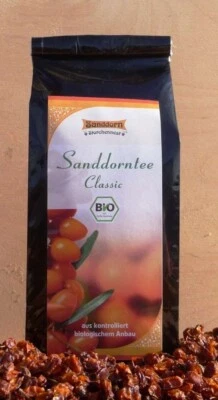 Sanddorn
Sanddorntee
Classic
BIO
aus kontrolliert
biologischem Anbau